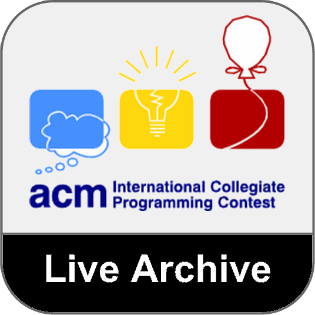 acm International Collegiate
Programming Contest
Live Archive